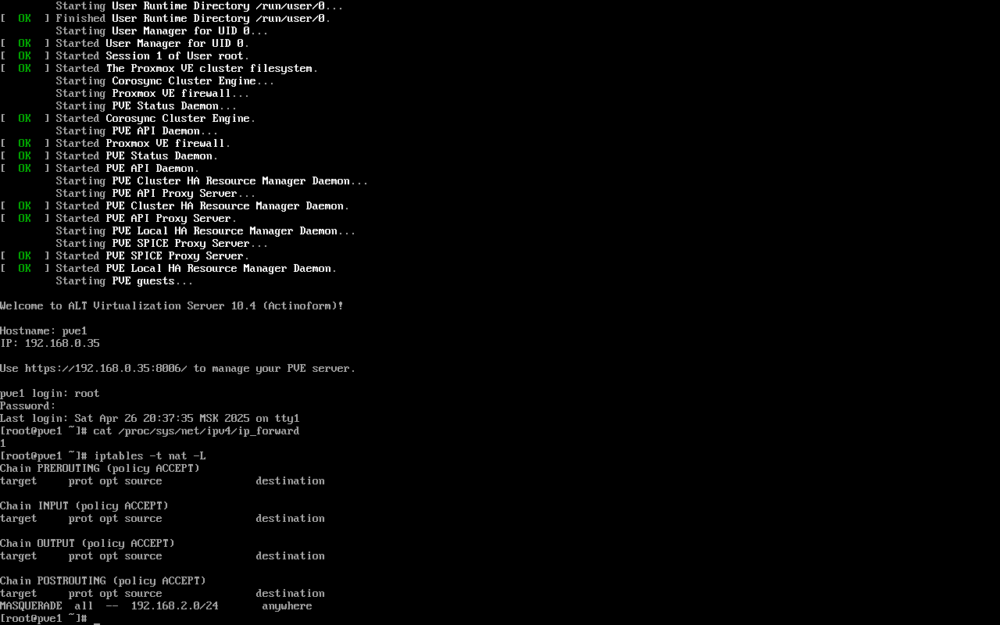 Starting User Runtime Directory /run/user/0...
[  OK  ] Finished User Runtime Directory /run/user/0.
Starting User Manager for UID 0...
[  OK  ] Started User Manager for UID 0.
[  OK  ] Started Session 1 of User root.
[  OK  ] Started The Proxmox VE cluster filesystem.
Starting Corosync Cluster Engine...
Starting Proxmox VE firewall...
Starting PVE Status Daemon...
[  OK  ] Started Corosync Cluster Engine.
Starting PVE API Daemon...
[  OK  ] Started Proxmox VE firewall.
[  OK  ] Started PVE Status Daemon.
[  OK  ] Started PVE API Daemon.
Starting PVE Cluster HA Resource Manager Daemon...
Starting PVE API Proxy Server...
[  OK  ] Started PVE Cluster HA Resource Manager Daemon.
[  OK  ] Started PVE API Proxy Server.
Starting PVE Local HA Resource Manager Daemon...
Starting PVE SPICE Proxy Server...
[  OK  ] Started PVE SPICE Proxy Server.
[  OK  ] Started PVE Local HA Resource Manager Daemon.
Starting PVE guests...
Welcome to ALT Virtualization Server 10.4 (Actinoform)!
Hostname: pve1
IP: 192.168.0.35
Use https://192.168.0.35:8006/ to manage your PVE server.
pve1 login: root
Password:
Last login: Sat Apr 26 20:37:35 MSK 2025 on tty1
[root@pve1 ~]# cat /proc/sys/net/ipv4/ip_forward
1
[root@pve1 ~]# iptables -t nat -L
Chain PREROUTING (policy ACCEPT)
target     prot opt source               destination
Chain INPUT (policy ACCEPT)
target     prot opt source               destination
Chain OUTPUT (policy ACCEPT)
target     prot opt source               destination
Chain POSTROUTING (policy ACCEPT)
target     prot opt source               destination
MASQUERADE  all  --  192.168.2.0/24       anywhere
[root@pve1 ~]# _